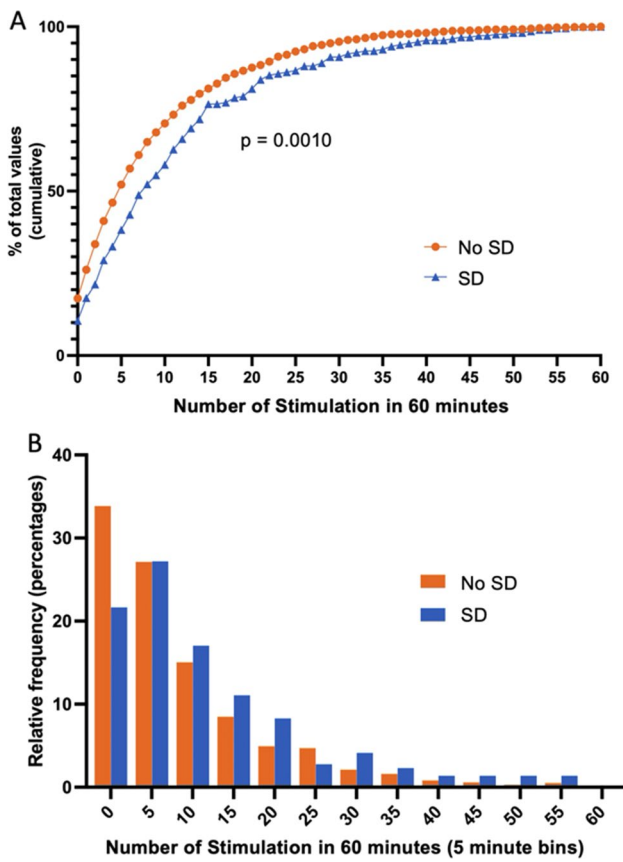 A
100
50
0
% of total values
(cumulative)
p = 0.0010
No SD
SD
0 5 10 15 20 25 30 35 40 45 50 55 60
Number of Stimulation in 60 minutes
B
40
30
20
10
0
Relative frequency (percentages)
No SD
SD
0 5 10 15 20 25 30 35 40 45 50 55 60
Number of Stimulation in 60 minutes (5 minute bins)